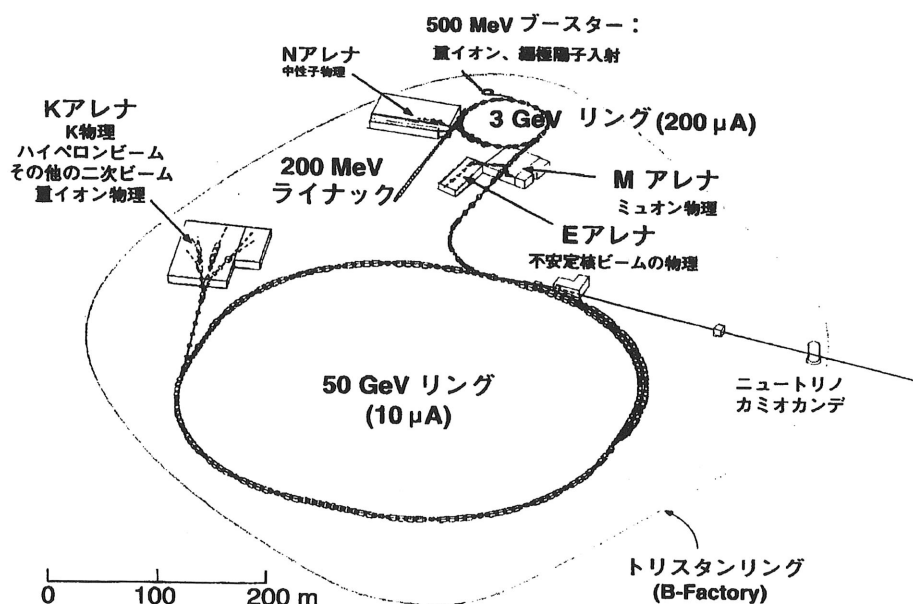 500 MeV ブースター：
重イオン、偏極陽子入射
Nアレナ
中性子物理
Kアレナ
K物理
ハイペロンビーム
その他の二次ビーム
重イオン物理
3 GeV リング (200 μA)
200 MeV
ライナック
M アレナ
ミュオン物理
Eアレナ
不安定核ビームの物理
50 GeV リング
(10 μA)
ニュートリノ
カミオカンデ
トリスタンリング
(B-Factory)
0 100 200 m